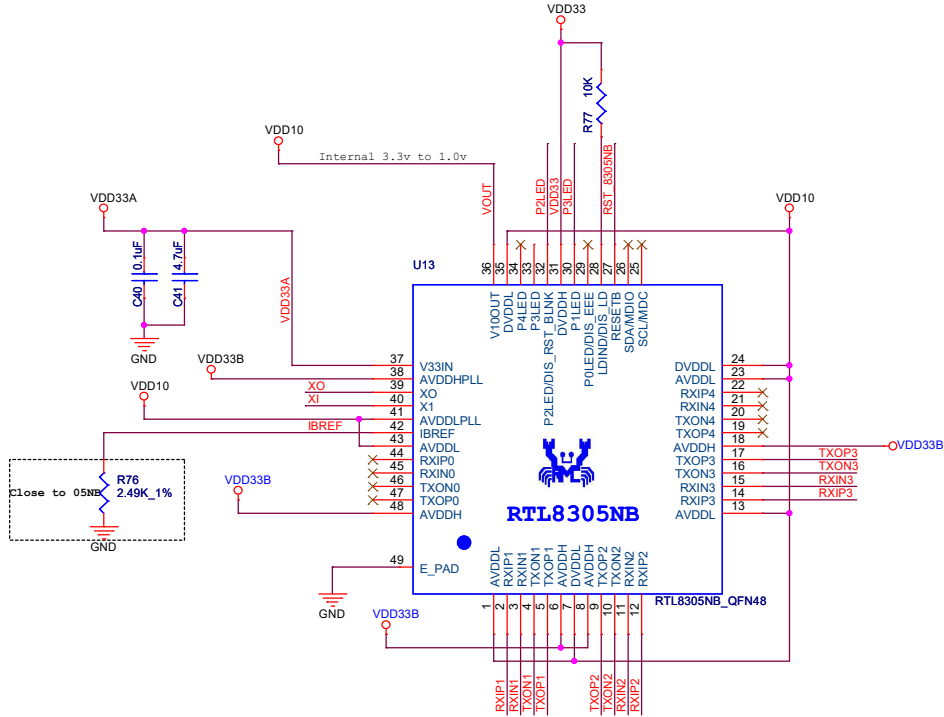 VDD33
R77 10K
VDD10
Internal 3.3v to 1.0v
VOUT
P2LED
VDD33
P3LED
RST_8305NB
VDD33A
VDD10
C40 0.1uF
C41 4.7uF
GND
VDD33A
U13
36 V10OUT
35 DVDDL
34 P4LED
33 P3LED
32 P2LED/DIS_RST_BLNK
31 DVDDH
30 P1LED
29 P0LED/DIS_EEE
28 LDIND/DIS_LD
27 RESETB
26 SDA/MDIO
25 SCL/MDC
VDD33B
VDD10
XO
XI
IBREF
37 V33IN
38 AVDDHPLL
39 XO
40 X1
41 AVDDLPLL
42 IBREF
43 AVDDL
44 RXIP0
45 RXIN0
46 TXON0
47 TXOP0
48 AVDDH
49 E_PAD
DVDDL 24
AVDDL 23
RXIP4 22
RXIN4 21
TXON4 20
TXOP4 19
AVDDH 18
TXOP3 17
TXON3 16
RXIN3 15
RXIP3 14
AVDDL 13
VDD33B
TXOP3
TXON3
RXIN3
RXIP3
Close to 05NB
R76
2.49K_1%
GND
VDD33B
RTL8305NB
GND
VDD33B
AVDDL 1
RXIP1 2
RXIN1 3
TXON1 4
TXOP1 5
AVDDH 6
DVDDL 7
AVDDH 8
TXOP2 9
TXON2 10
RXIN2 11
RXIP2 12
RTL8305NB_QFN48
RXIP1
RXIN1
TXON1
TXOP1
TXOP2
TXON2
RXIN2
RXIP2